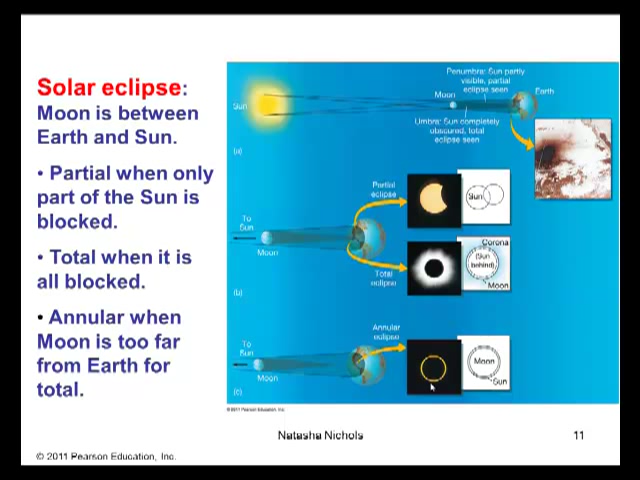 Solar eclipse:
Moon is between
Earth and Sun.
• Partial when only
part of the Sun is
blocked.
• Total when it is
all blocked.
• Annular when
Moon is too far
from Earth for
total.
Penumbra: Sun partly
visible, partial
eclipse seen
Sun
Moon
Earth
Umbra: Sun completely
obscured, total
eclipse seen
(a)
Partial
eclipse
Sun
To
Sun
Moon
Total
eclipse
Corona
(Sun
behind)
Moon
(b)
Annular
eclipse
To
Sun
Moon
Moon
Sun
(c)
© 2011 Pearson Education, Inc.
Natasha Nichols
11
© 2011 Pearson Education, Inc.